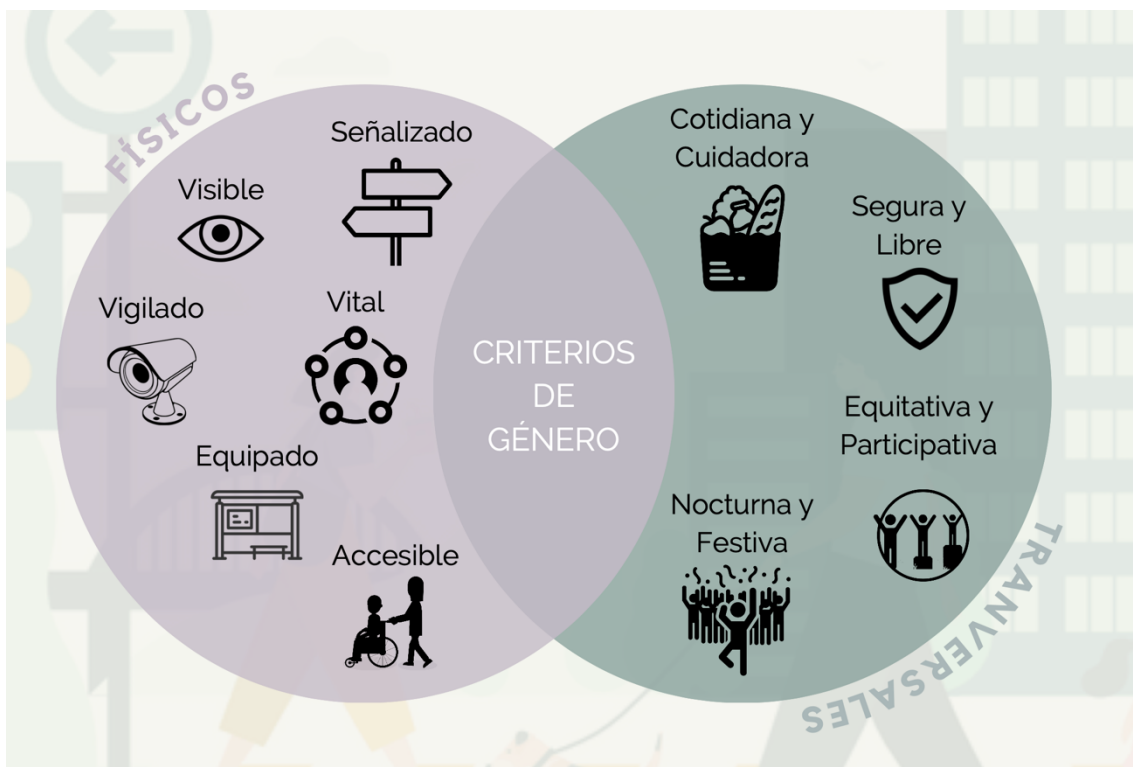 FÍSICOS
Señalizado
Visible
Vigilado
Vital
Equipado
Accesible
CRITERIOS
DE
GÉNERO
Cotidiana y
Cuidadora
Segura y
Libre
Equitativa y
Participativa
Nocturna y
Festiva
TRANVERSALES